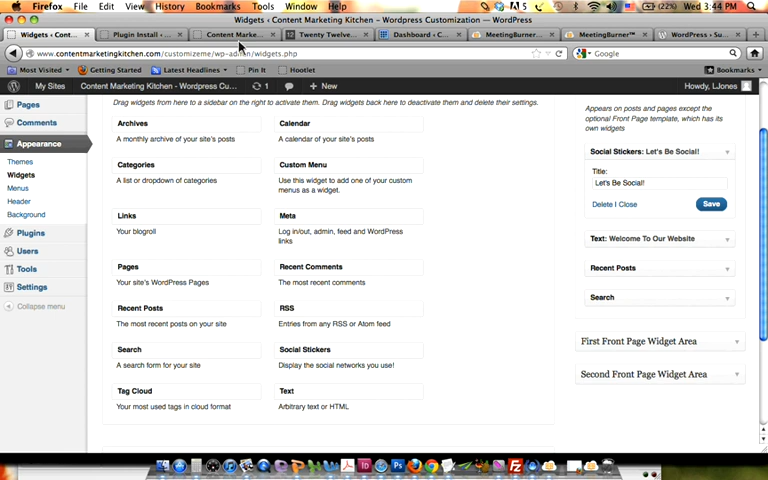 Firefox File Edit View History Bookmarks Tools Window Help 5 (22%) Wed 3:44 PM
Widgets ‹ Content Marketing Kitchen - Wordpress Customization — WordPress
Widgets ‹ Cont... Plugin Install ‹ ... Content Marke... Twenty Twelve... Dashboard ‹ C... MeetingBurner... MeetingBurner™... WordPress › Su...
www.contentmarketingkitchen.com/customizeme/wp-admin/widgets.php Google
Most Visited Getting Started Latest Headlines Pin It Hootlet Bookmarks
My Sites Content Marketing Kitchen - Wordpress Cu... 1 + New Howdy, LJones
Pages
Comments
Appearance
Themes
Widgets
Menus
Header
Background
Plugins
Users
Tools
Settings
Collapse menu
Drag widgets from here to a sidebar on the right to activate them. Drag widgets back here to deactivate them and delete their settings.
Archives Calendar
A monthly archive of your site's posts A calendar of your site's posts
Categories Custom Menu
A list or dropdown of categories Use this widget to add one of your custom
menus as a widget.
Links Meta
Your blogroll Log in/out, admin, feed and WordPress
links
Pages Recent Comments
Your site's WordPress Pages The most recent comments
Recent Posts RSS
The most recent posts on your site Entries from any RSS or Atom feed
Search Social Stickers
A search form for your site Display the social networks you use!
Tag Cloud Text
Your most used tags in cloud format Arbitrary text or HTML
Appears on posts and pages except the
optional Front Page template, which has its
own widgets
Social Stickers: Let's Be Social!
Title:
Let's Be Social!
Delete | Close Save
Text: Welcome To Our Website
Recent Posts
Search
First Front Page Widget Area
Second Front Page Widget Area